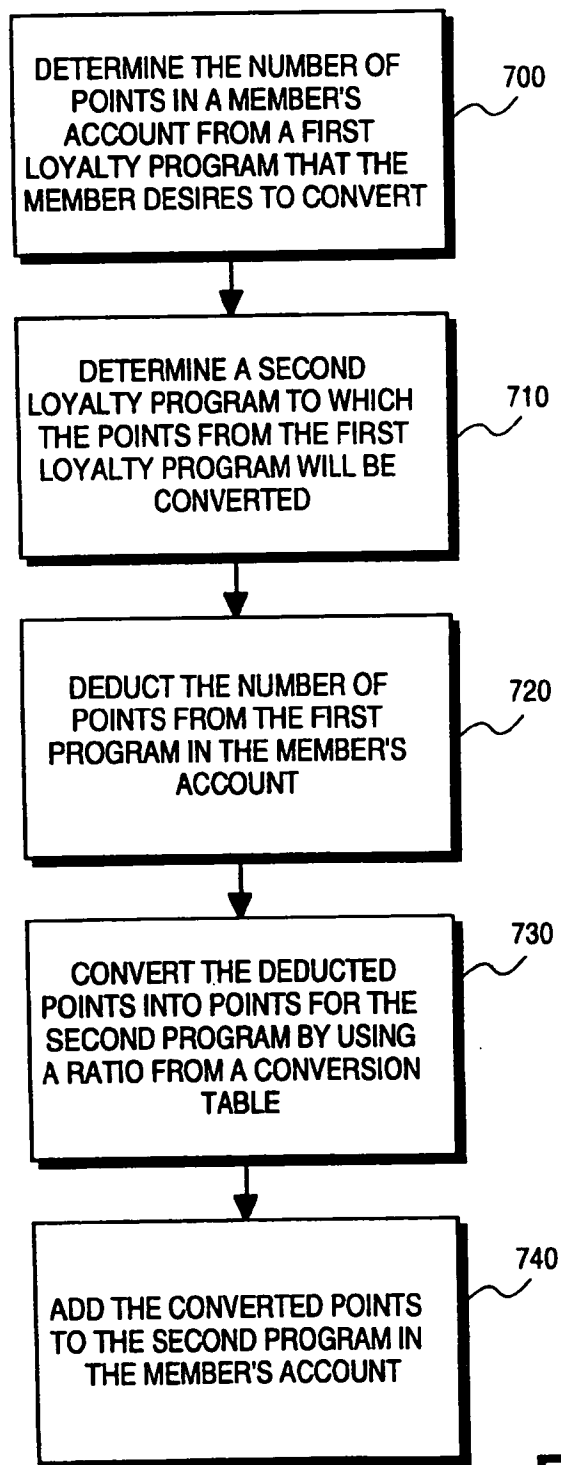 DETERMINE THE NUMBER OF
POINTS IN A MEMBER'S
ACCOUNT FROM A FIRST
LOYALTY PROGRAM THAT THE
MEMBER DESIRES TO CONVERT
700
DETERMINE A SECOND
LOYALTY PROGRAM TO WHICH
THE POINTS FROM THE FIRST
LOYALTY PROGRAM WILL BE
CONVERTED
710
DEDUCT THE NUMBER OF
POINTS FROM THE FIRST
PROGRAM IN THE MEMBER'S
ACCOUNT
720
CONVERT THE DEDUCTED
POINTS INTO POINTS FOR THE
SECOND PROGRAM BY USING
A RATIO FROM A CONVERSION
TABLE
730
ADD THE CONVERTED POINTS
TO THE SECOND PROGRAM IN
THE MEMBER'S ACCOUNT
740